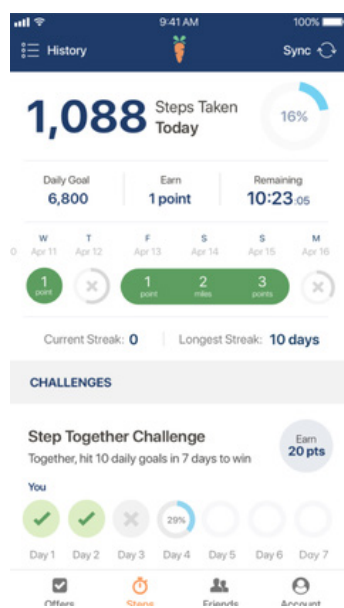 9:41 AM
100%
History
Sync
1,088
Steps Taken
Today
16%
Daily Goal
6,800
Earn
1 point
Remaining
10:23:05
W
Apr 11
T
Apr 12
F
Apr 13
S
Apr 14
S
Apr 15
M
Apr 16
0
1
point
1
point
2
miles
3
points
Current Streak: 0
Longest Streak: 10 days
CHALLENGES
Step Together Challenge
Together, hit 10 daily goals in 7 days to win
Earn
20 pts
You
29%
Day 1
Day 2
Day 3
Day 4
Day 5
Day 6
Day 7
Offers
Steps
Friends
Account